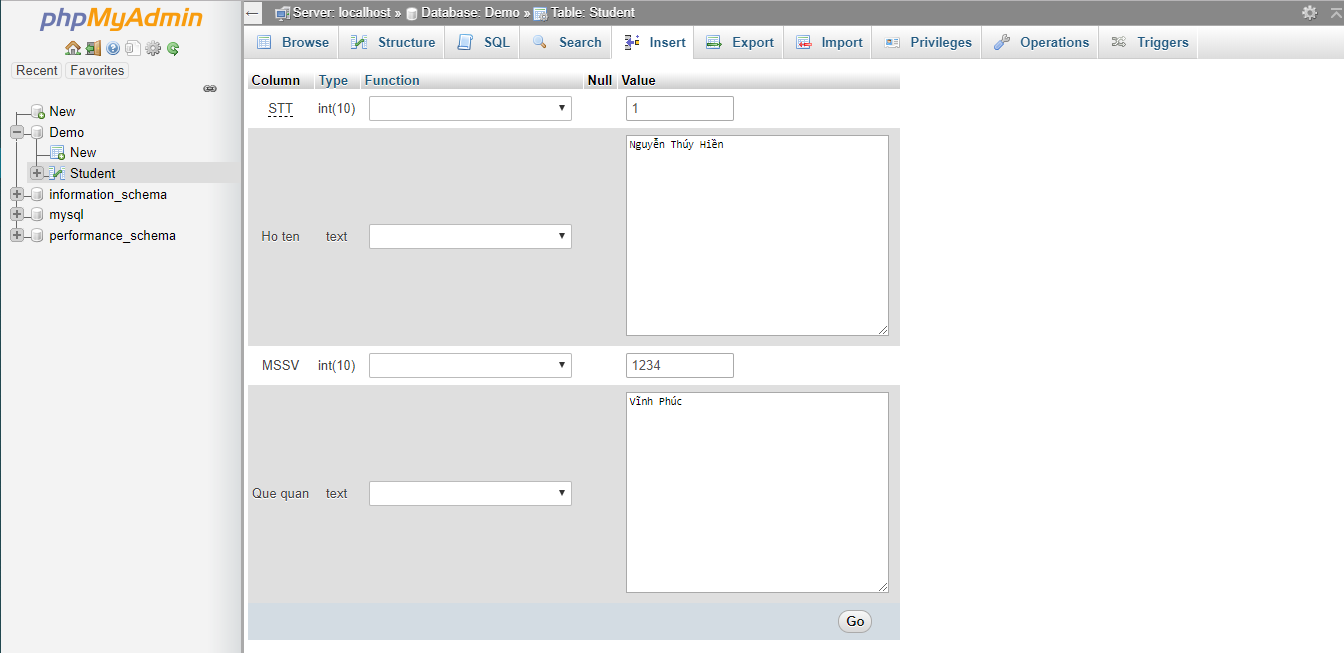 phpMyAdmin
Recent Favorites
New
Demo
New
Student
information_schema
mysql
performance_schema
Server: localhost » Database: Demo » Table: Student
Browse Structure SQL Search Insert Export Import Privileges Operations Triggers
Column Type Function Null Value
STT int(10) 1
Ho ten text Nguyễn Thúy Hiền
MSSV int(10) 1234
Que quan text Vĩnh Phúc
Go